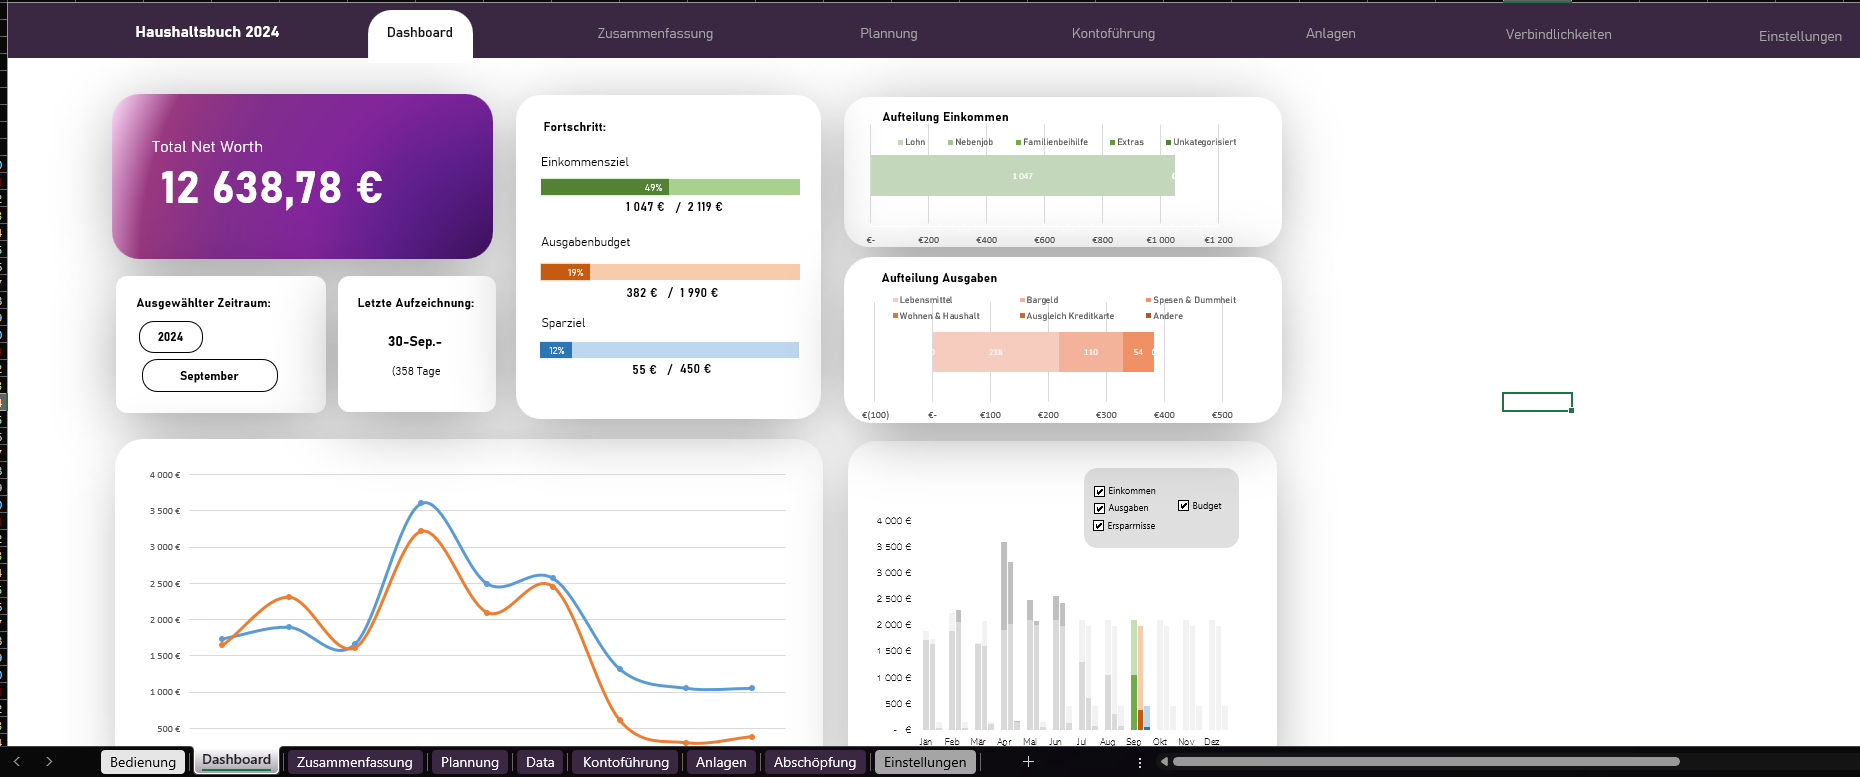 Haushaltsbuch 2024
Dashboard
Zusammenfassung
Plannung
Kontoführung
Anlagen
Verbindlichkeiten
Einstellungen
Total Net Worth
12 638,78 €
Ausgewählter Zeitraum:
2024
September
Letzte Aufzeichnung:
30-Sep.-
(358 Tage
Fortschritt:
Einkommensziel
49%
1 047 € / 2 119 €
Ausgabenbudget
19%
382 € / 1 990 €
Sparziel
12%
55 € / 450 €
Aufteilung Einkommen
Lohn Nebenjob Familienbeihilfe Extras Unkategorisiert
1 047
€- €200 €400 €600 €800 €1 000 €1 200
Aufteilung Ausgaben
Lebensmittel Bargeld Spesen & Dummheit
Wohnen & Haushalt Ausgleich Kreditkarte Andere
218 110 54
€(100) €- €100 €200 €300 €400 €500
4 000 €
3 500 €
3 000 €
2 500 €
2 000 €
1 500 €
1 000 €
500 €
Einkommen
Ausgaben
Ersparnisse
Budget
4 000 €
3 500 €
3 000 €
2 500 €
2 000 €
1 500 €
1 000 €
500 €
- €
Jän Feb Mär Apr Mai Jun Jul Aug Sep Okt Nov Dez
Bedienung
Dashboard
Zusammenfassung
Plannung
Data
Kontoführung
Anlagen
Abschöpfung
Einstellungen